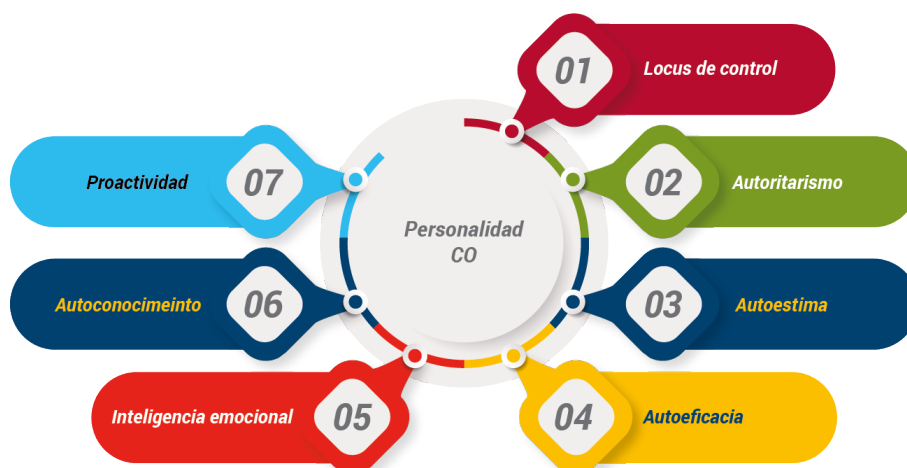 01
Locus de control
02
Autoritarismo
03
Autoestima
04
Autoeficacia
05
Inteligencia emocional
06
Autoconocimeinto
07
Proactividad
Personalidad
CO